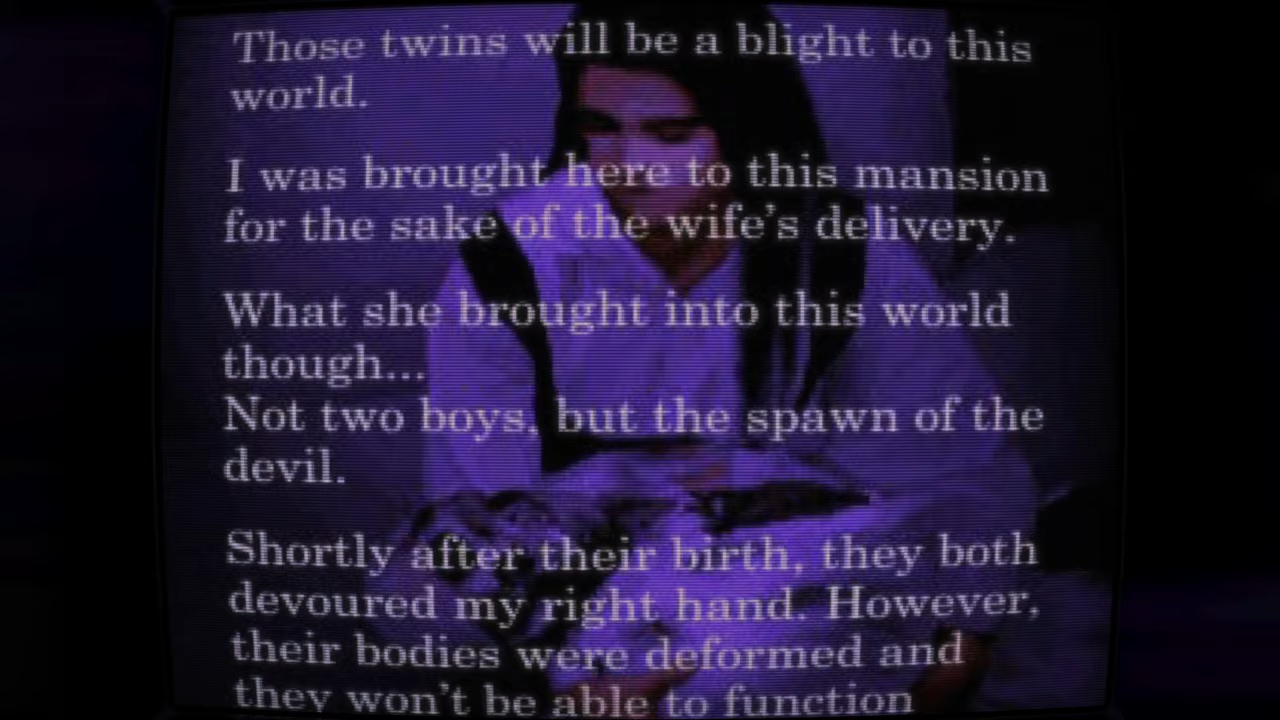 Those twins will be a blight to this
world.
I was brought here to this mansion
for the sake of the wife's delivery.
What she brought into this world
though...
Not two boys, but the spawn of the
devil.
Shortly after their birth, they both
devoured my right hand. However,
their bodies were deformed and
they won't be able to function